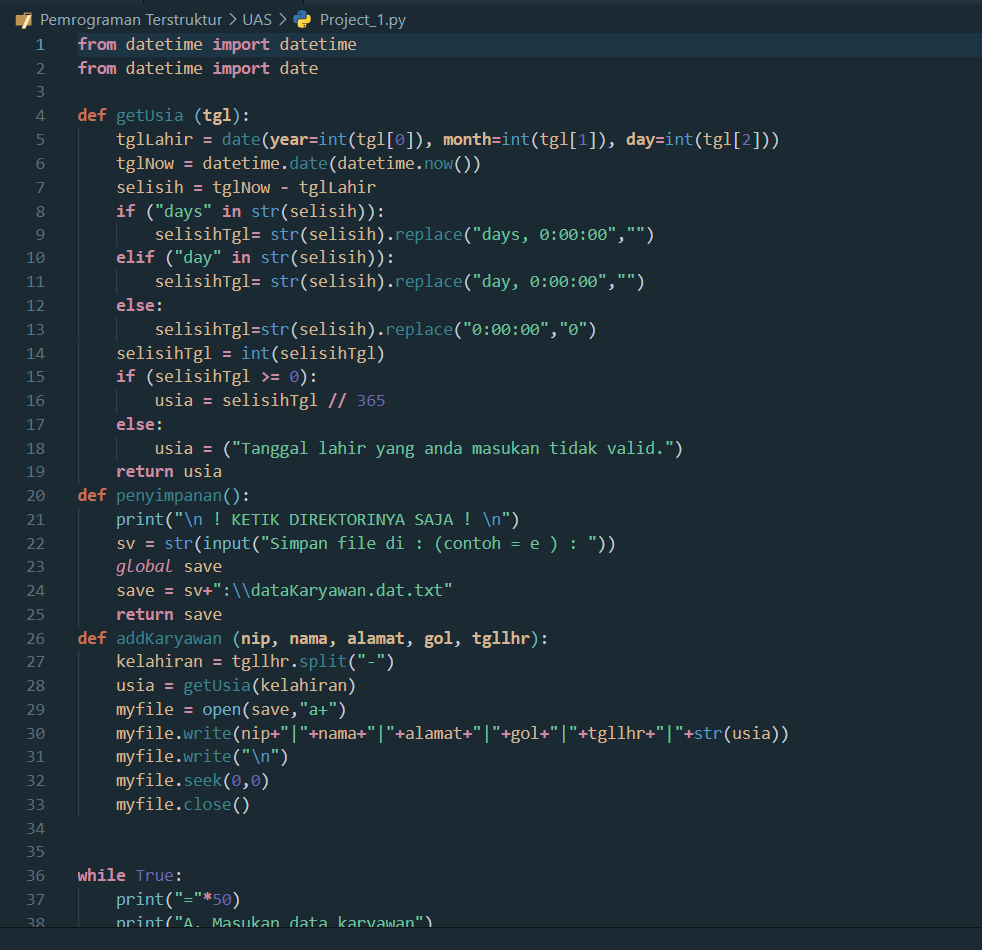 Pemrograman Terstruktur > UAS > Project_1.py
1 from datetime import datetime
2 from datetime import date
3
4 def getUsia (tgl):
5     tglLahir = date(year=int(tgl[0]), month=int(tgl[1]), day=int(tgl[2]))
6     tglNow = datetime.date(datetime.now())
7     selisih = tglNow - tglLahir
8     if ("days" in str(selisih)):
9         selisihTgl= str(selisih).replace("days, 0:00:00","")
10     elif ("day" in str(selisih)):
11         selisihTgl= str(selisih).replace("day, 0:00:00","")
12     else:
13         selisihTgl=str(selisih).replace("0:00:00","0")
14     selisihTgl = int(selisihTgl)
15     if (selisihTgl >= 0):
16         usia = selisihTgl // 365
17     else:
18         usia = ("Tanggal lahir yang anda masukan tidak valid.")
19     return usia
20 def penyimpanan():
21     print("\n ! KETIK DIREKTORINYA SAJA ! \n")
22     sv = str(input("Simpan file di : (contoh = e ) : "))
23     global save
24     save = sv+":\\dataKaryawan.dat.txt"
25     return save
26 def addKaryawan (nip, nama, alamat, gol, tgllhr):
27     kelahiran = tgllhr.split("-")
28     usia = getUsia(kelahiran)
29     myfile = open(save,"a+")
30     myfile.write(nip+"|"+nama+"|"+alamat+"|"+gol+"|"+tgllhr+"|"+str(usia))
31     myfile.write("\n")
32     myfile.seek(0,0)
33     myfile.close()
34
35
36 while True:
37     print("="*50)
38     print("A. Masukan data karyawan")